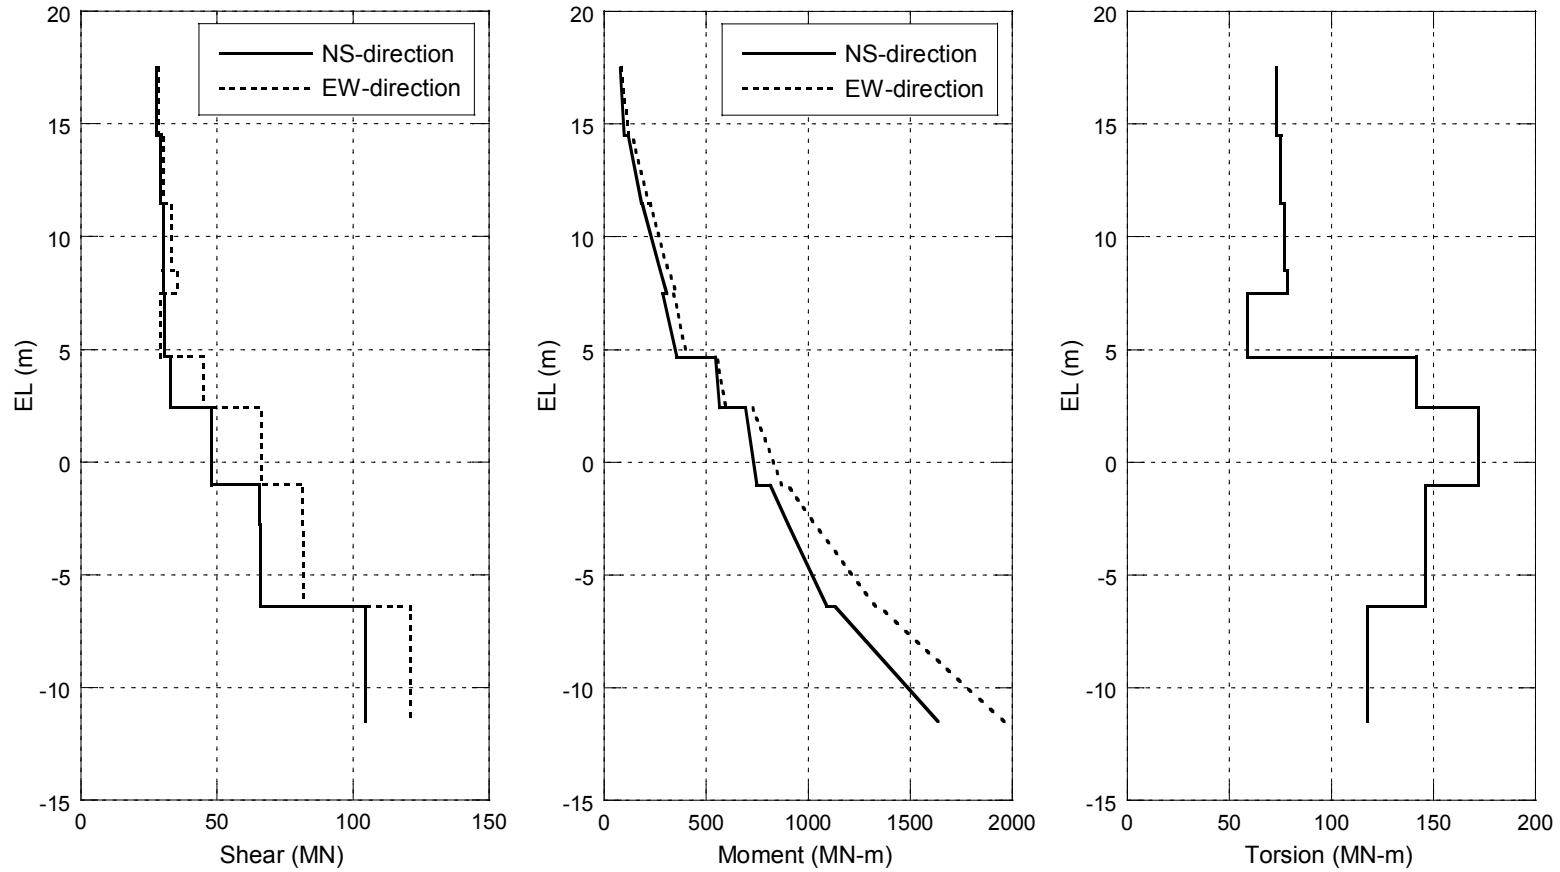 20
15
10
5
0
-5
-10
-15
EL (m)
NS-direction
EW-direction
0 50 100 150
Shear (MN)
20
15
10
5
0
-5
-10
-15
EL (m)
NS-direction
EW-direction
0 500 1000 1500 2000
Moment (MN-m)
20
15
10
5
0
-5
-10
-15
EL (m)
0 50 100 150 200
Torsion (MN-m)